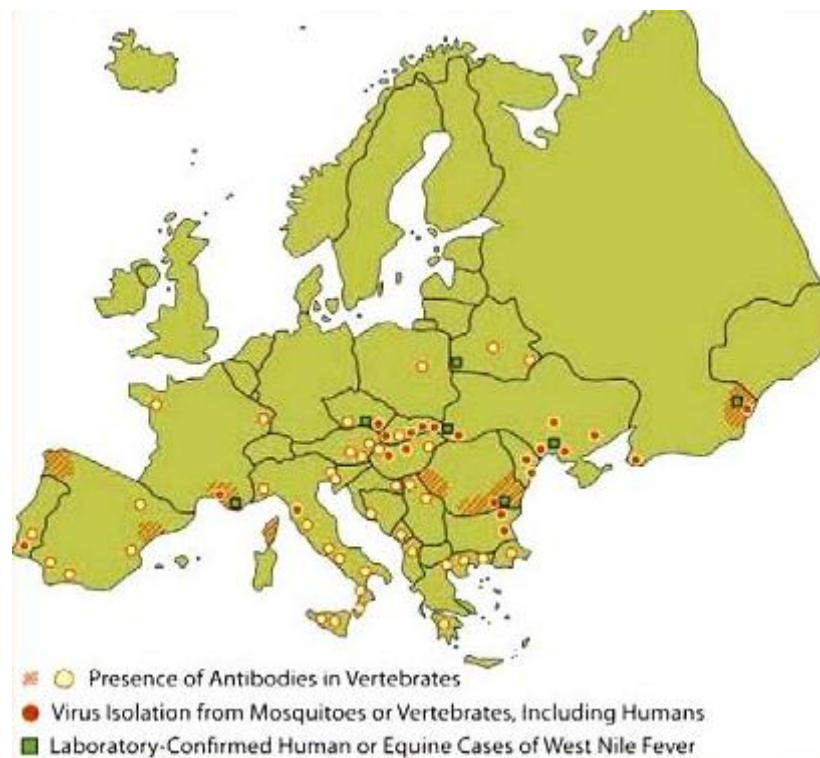 Presence of Antibodies in Vertebrates
Virus Isolation from Mosquitoes or Vertebrates, Including Humans
Laboratory-Confirmed Human or Equine Cases of West Nile Fever